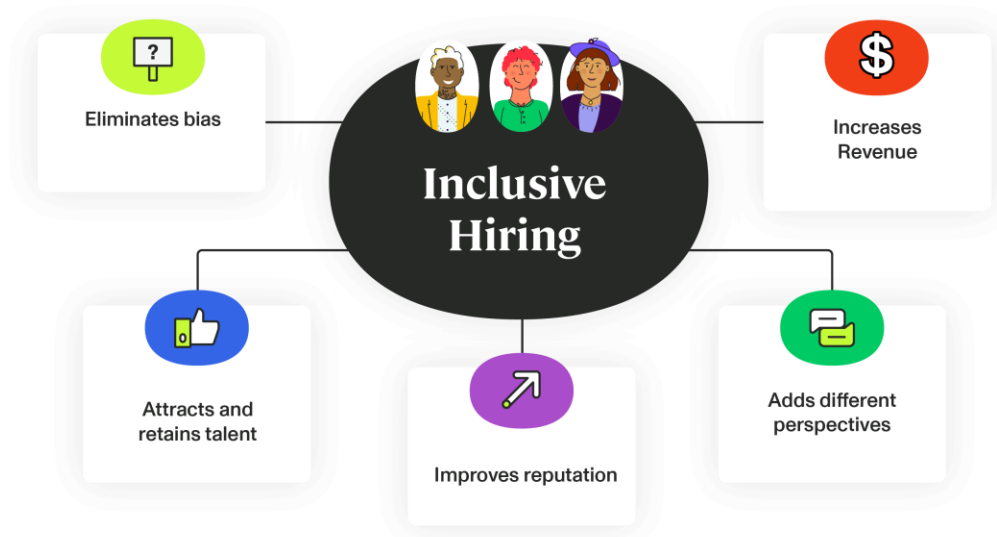 ?
Eliminates bias
$
Increases
Revenue
Inclusive
Hiring
Attracts and
retains talent
Improves reputation
Adds different
perspectives